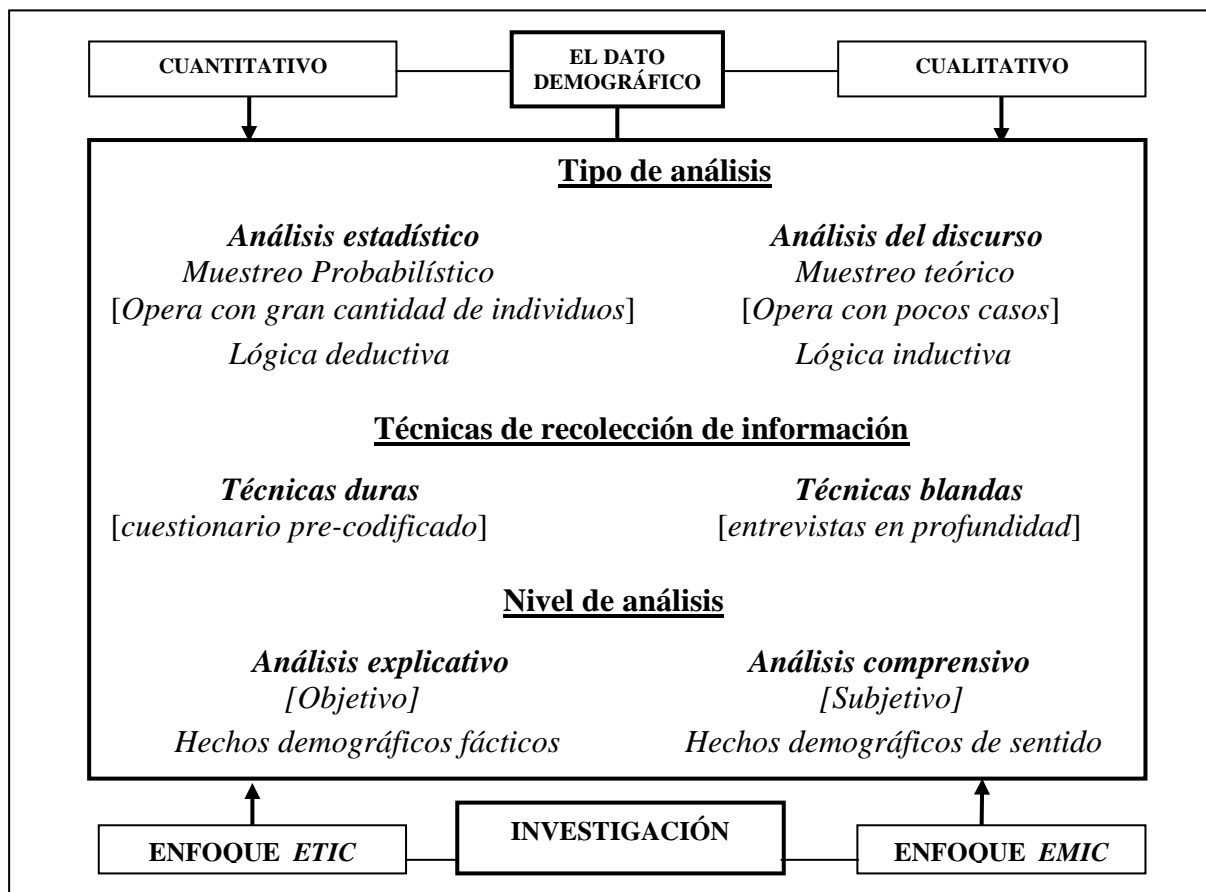 CUANTITATIVO
EL DATO
DEMOGRÁFICO
CUALITATIVO
Tipo de análisis
Análisis estadístico
Muestreo Probabilístico
[Opera con gran cantidad de individuos]
Lógica deductiva
Análisis del discurso
Muestreo teórico
[Opera con pocos casos]
Lógica inductiva
Técnicas de recolección de información
Técnicas duras
[cuestionario pre-codificado]
Técnicas blandas
[entrevistas en profundidad]
Nivel de análisis
Análisis explicativo
[Objetivo]
Hechos demográficos fácticos
Análisis comprensivo
[Subjetivo]
Hechos demográficos de sentido
ENFOQUE ETIC
INVESTIGACIÓN
ENFOQUE EMIC